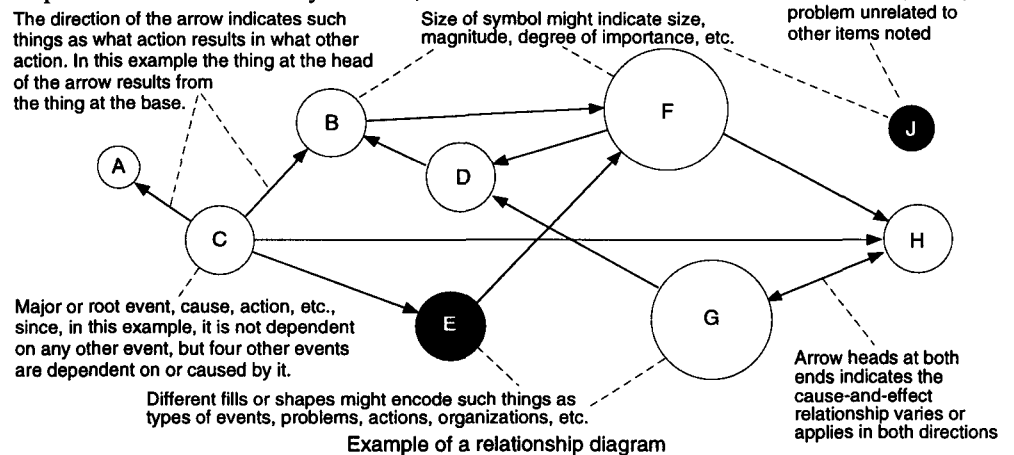 The direction of the arrow indicates such
things as what action results in what other
action. In this example the thing at the head
of the arrow results from
the thing at the base.
Size of symbol might indicate size,
magnitude, degree of importance, etc.
problem unrelated to
other items noted
A
B
C
D
E
F
G
H
J
Major or root event, cause, action, etc.,
since, in this example, it is not dependent
on any other event, but four other events
are dependent on or caused by it.
Different fills or shapes might encode such things as
types of events, problems, actions, organizations, etc.
Arrow heads at both
ends indicates the
cause-and-effect
relationship varies or
applies in both directions
Example of a relationship diagram